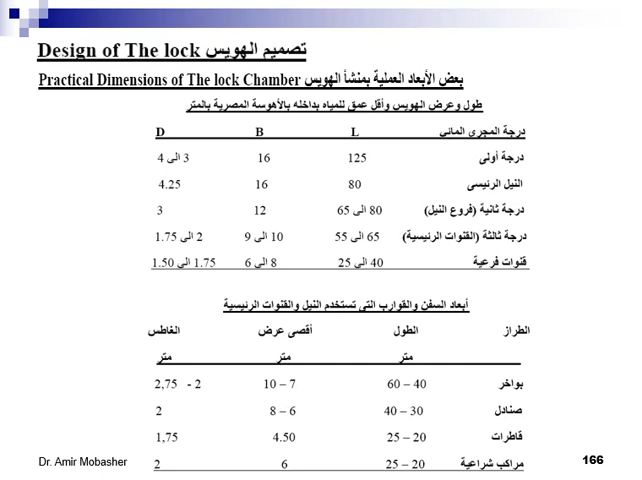 Design of The lock تصميم الهويس
Practical Dimensions of The lock Chamber بعض الأبعاد العملية بمنشأ الهويس
طول وعرض الهويس وأقل عمق للمياه بداخله بالأهوسة المصرية بالمتر
درجة المجرى المائى L B D
درجة أولى 125 16 3 الى 4
النيل الرئيسى 80 16 4.25
درجة ثانية (فروع النيل) 80 الى 65 12 3
درجة ثالثة (القنوات الرئيسية) 65 الى 55 10 الى 9 2 الى 1.75
قنوات فرعية 40 الى 25 8 الى 6 1.75 الى 1.50
أبعاد السفن والقوارب التى تستخدم النيل والقنوات الرئيسية
الطراز الطول أقصى عرض الغاطس
متر متر متر
بواخر 40 – 60 7 – 10 2 - 2,75
صنادل 30 – 40 6 – 8 2
قاطرات 20 – 25 4.50 1,75
مراكب شراعية 20 – 25 6 2
Dr. Amir Mobasher
166